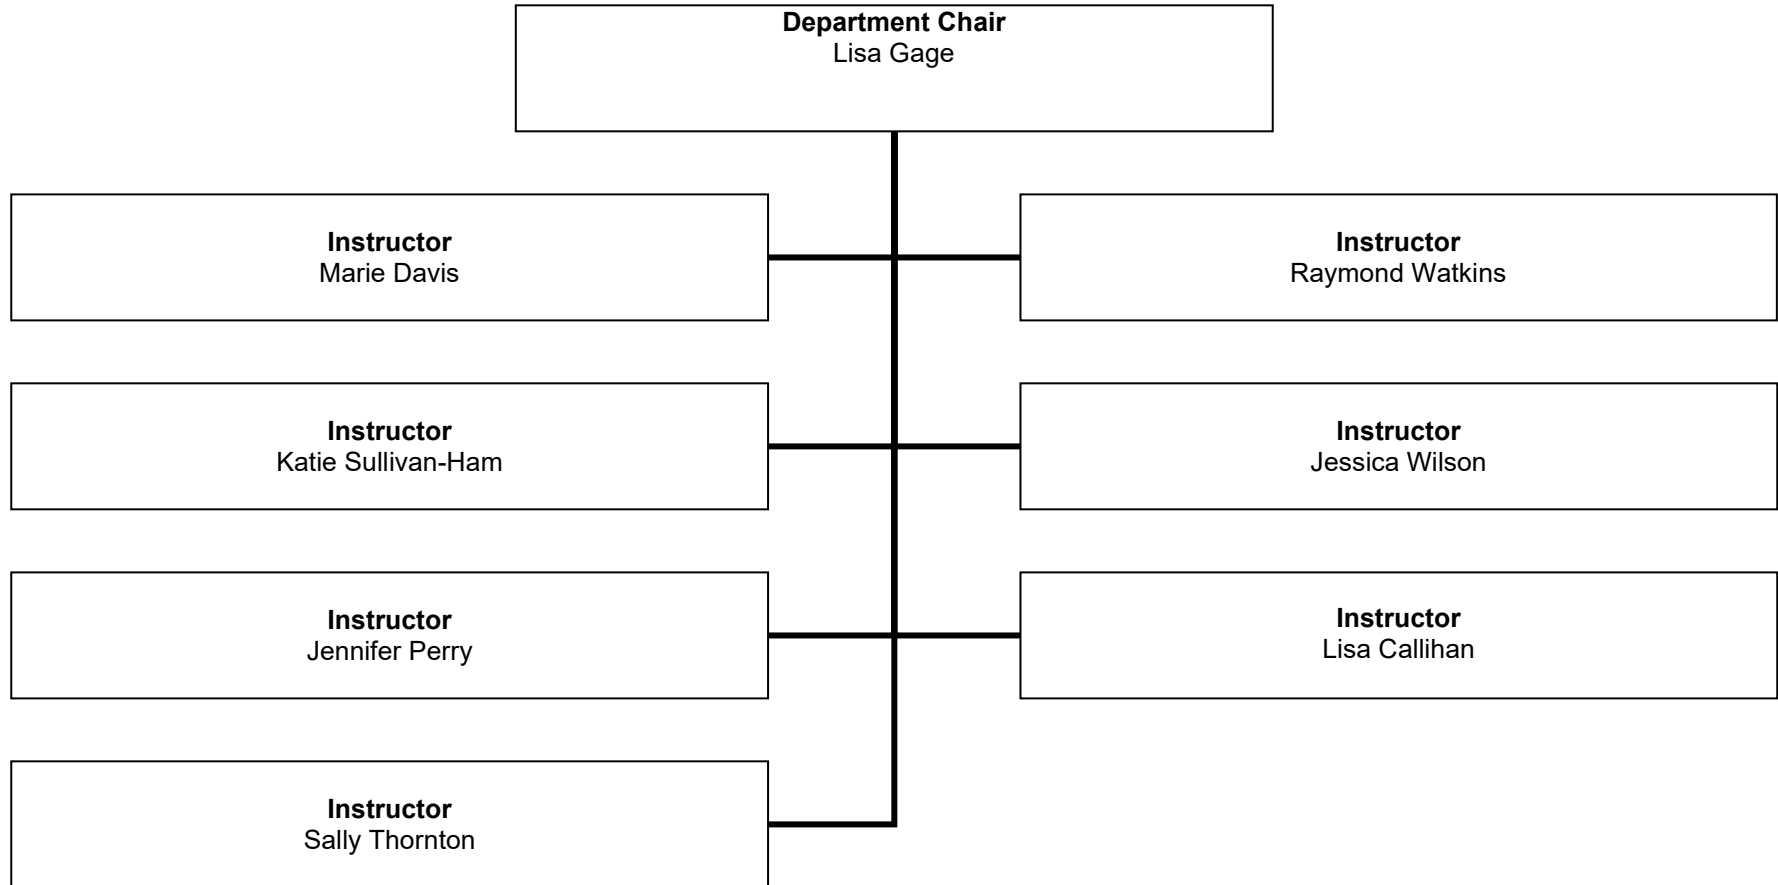 Department Chair
Lisa Gage
Instructor
Marie Davis
Instructor
Raymond Watkins
Instructor
Katie Sullivan-Ham
Instructor
Jessica Wilson
Instructor
Jennifer Perry
Instructor
Lisa Callihan
Instructor
Sally Thornton